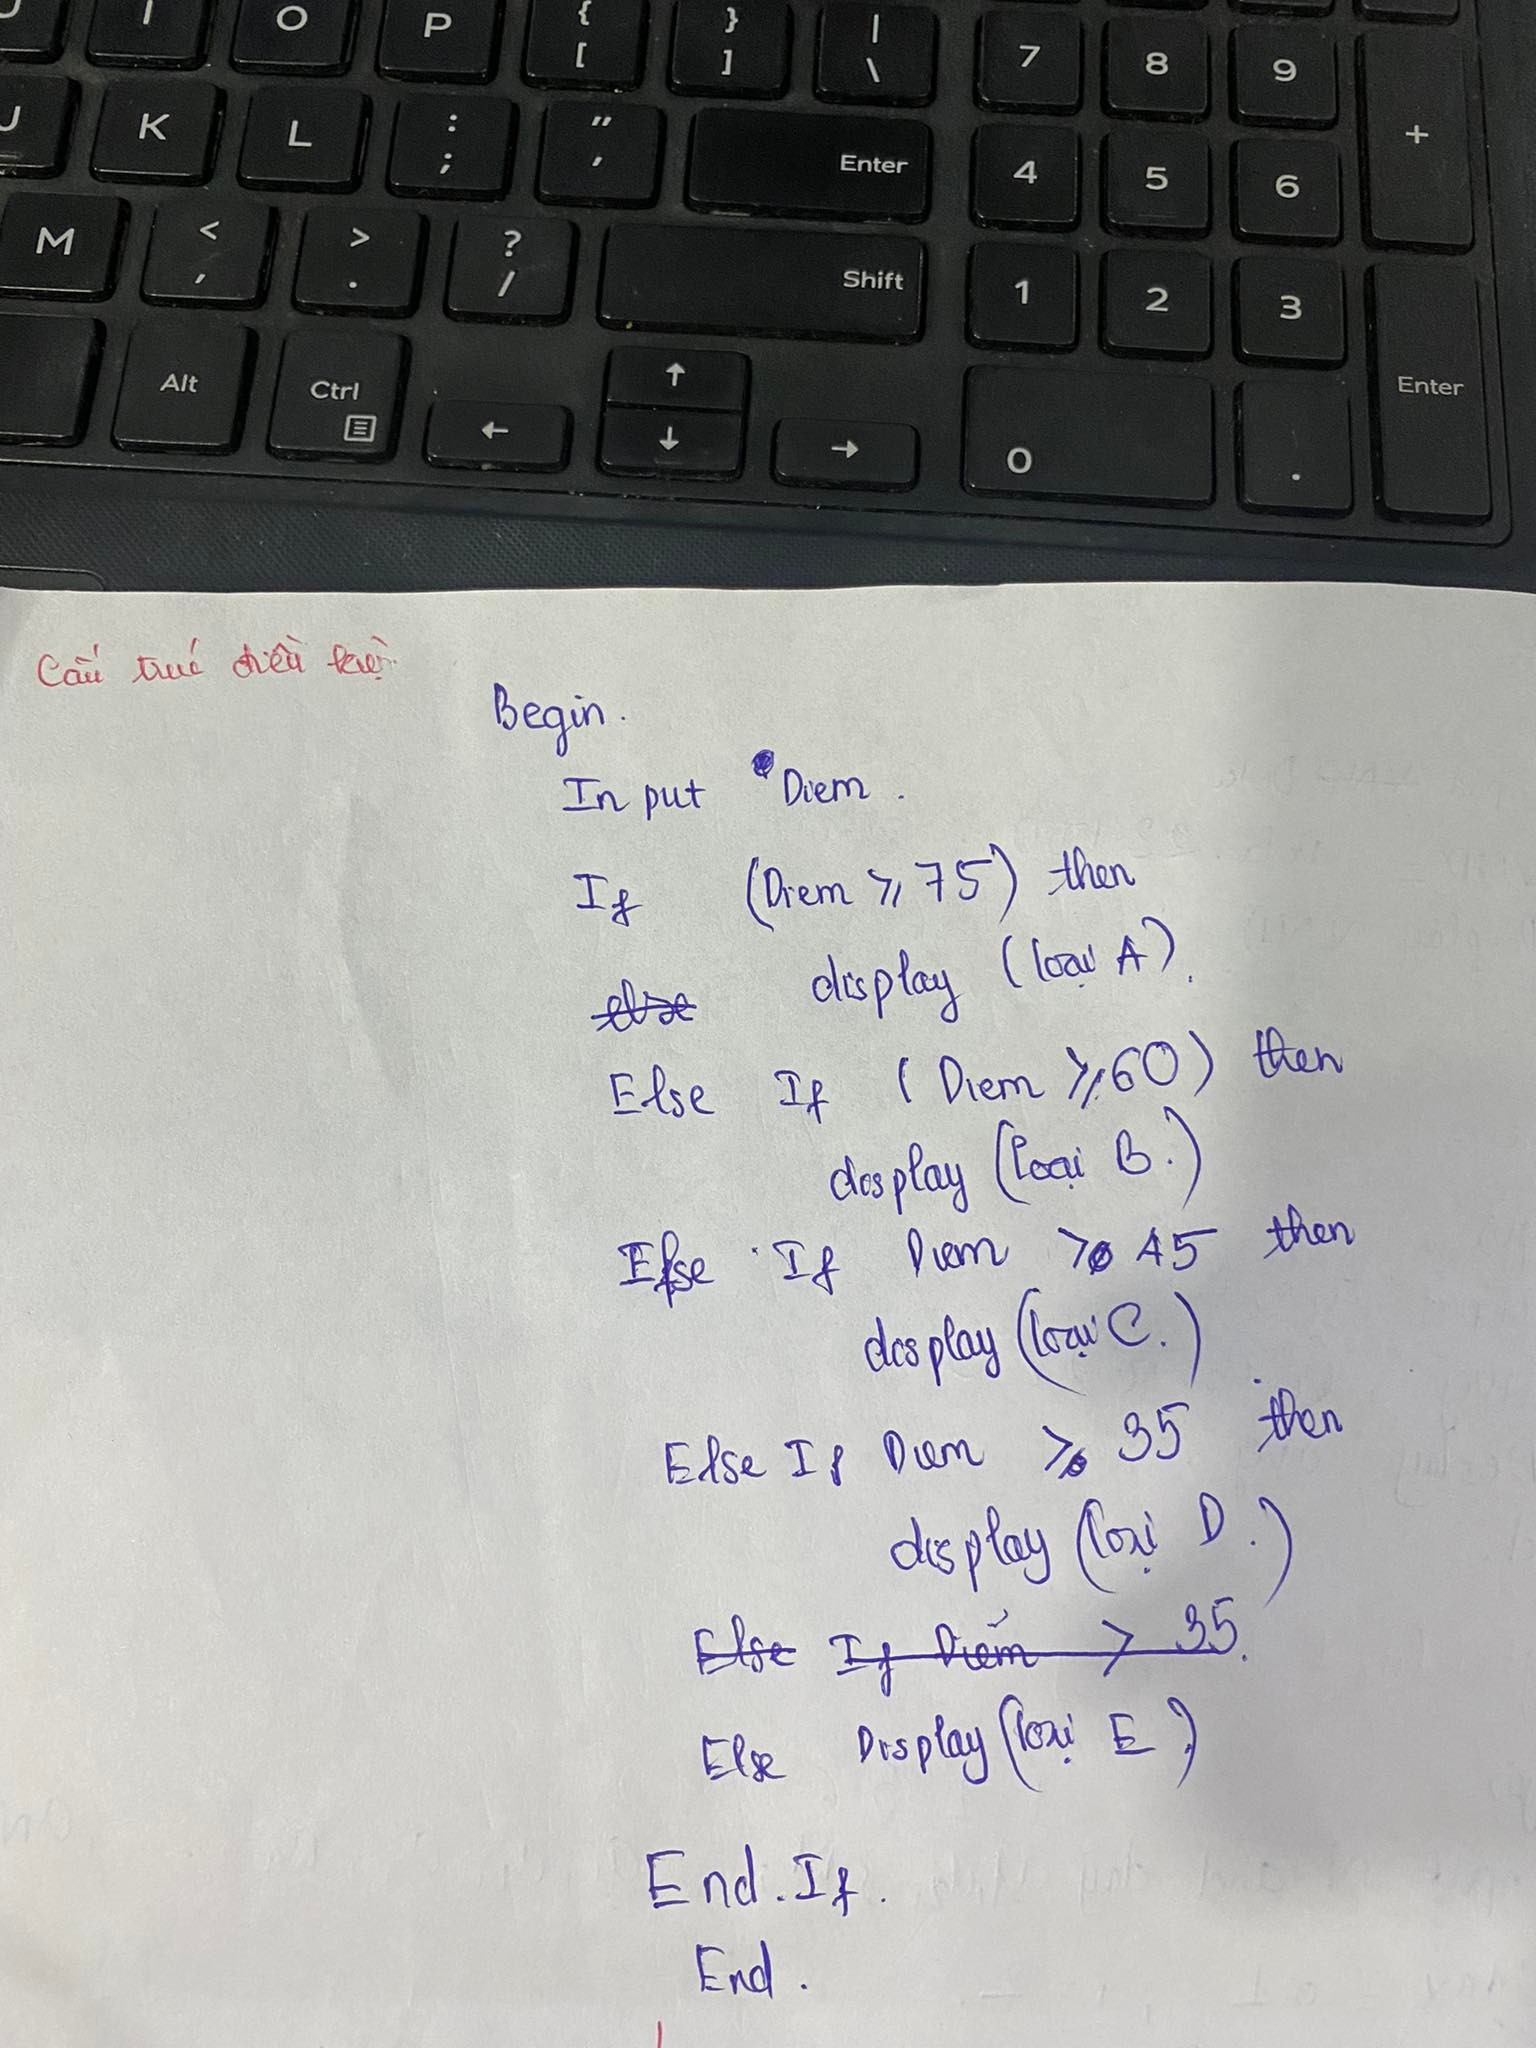 U I O P { [ } ] | \ 7 8 9
J K L : ; " ' Enter 4 5 6 +
M < , > . ? / Shift 1 2 3
Alt Ctrl ← ↑ ↓ → 0 . Enter
Cấu trúc điều kiện
Begin.
Input Diem.
If (Diem ≥ 75) then
else display (loại A).
Else If (Diem ≥ 60) then
display (loại B.)
Else If Diem ≥ 45 then
display (loại C.)
Else If Diem ≥ 35 then
display (loại D.)
Else If Diểm > 35.
Else Display (loại E.)
End.If.
End.